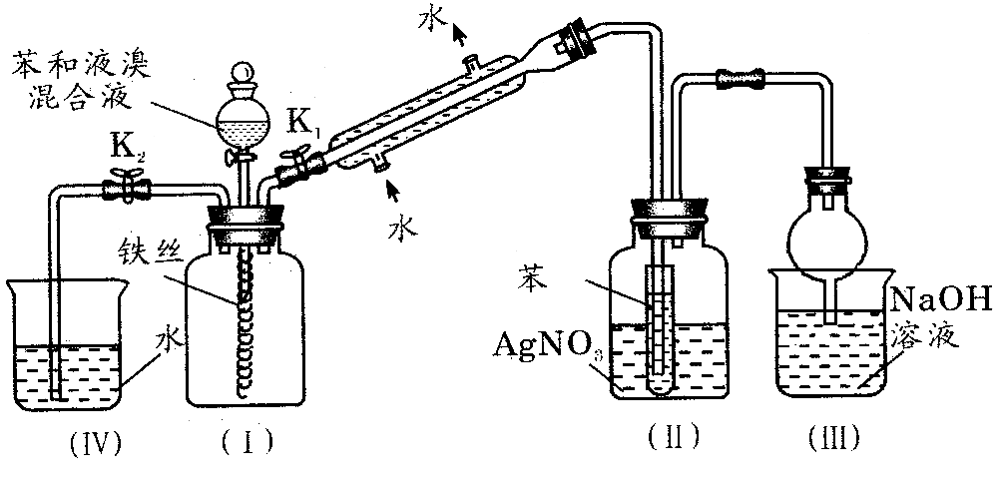 水
苯和液溴
混合液
K₁
K₂
水
铁丝
苯
NaOH
溶液
水
AgNO₃
(Ⅳ)
(Ⅰ)
(Ⅱ)
(Ⅲ)